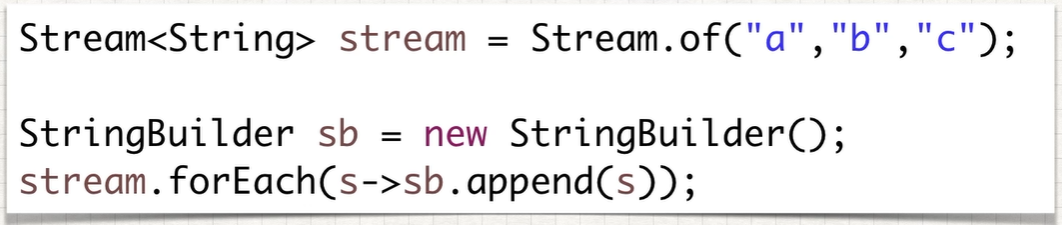 Stream<String> stream = Stream.of("a","b","c");
StringBuilder sb = new StringBuilder();
stream.forEach(s->sb.append(s));